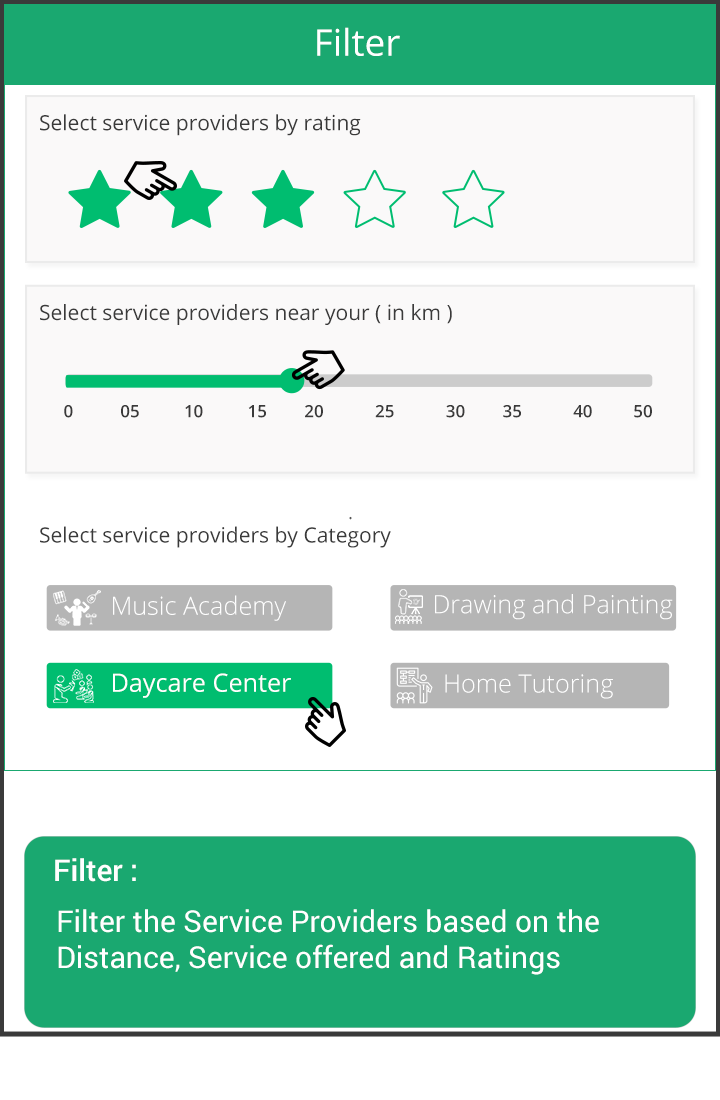 Filter
Select service providers by rating
Select service providers near your ( in km )
0 05 10 15 20 25 30 35 40 50
Select service providers by Category
Music Academy
Drawing and Painting
Daycare Center
Home Tutoring
Filter :
Filter the Service Providers based on the
Distance, Service offered and Ratings